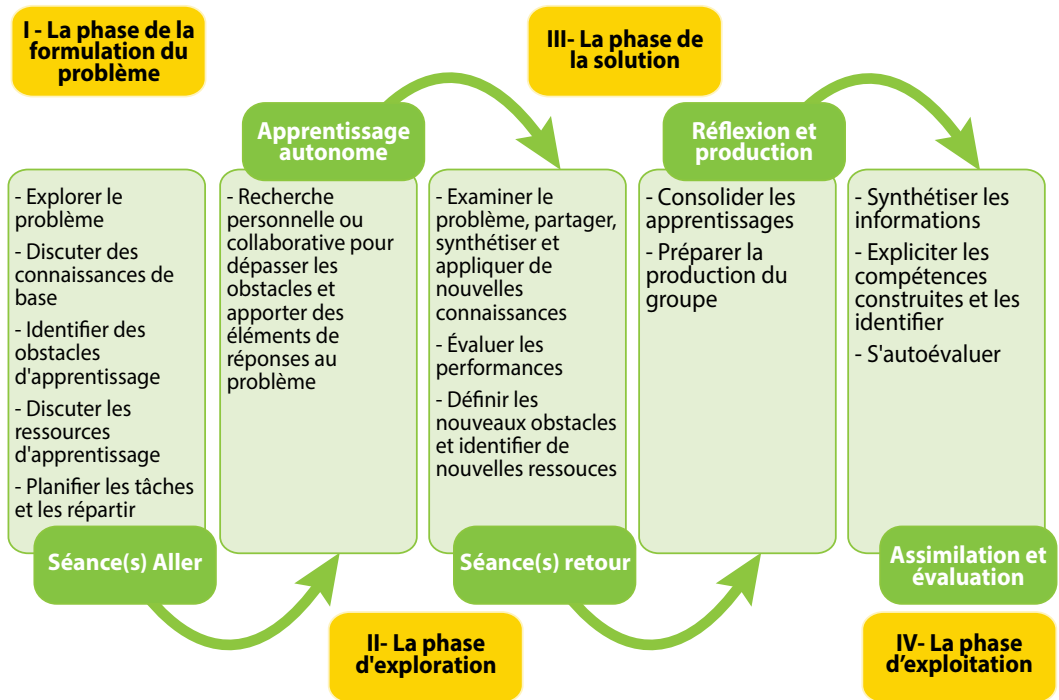 I - La phase de la
formulation du
problème
III- La phase de
la solution
Apprentissage
autonome
Réflexion et
production
- Explorer le
problème
- Discuter des
connaissances de
base
- Identifier des
obstacles
d'apprentissage
- Discuter les
ressources
d'apprentissage
- Planifier les tâches
et les répartir
- Recherche
personnelle ou
collaborative pour
dépasser les
obstacles et
apporter des
éléments de
réponses au
problème
- Examiner le
problème, partager,
synthétiser et
appliquer de
nouvelles
connaissances
- Évaluer les
performances
- Définir les
nouveaux obstacles
et identifier de
nouvelles ressouces
- Consolider les
apprentissages
- Préparer la
production du
groupe
- Synthétiser les
informations
- Expliciter les
compétences
construites et les
identifier
- S'autoévaluer
Séance(s) Aller
Séance(s) retour
Assimilation et
évaluation
II- La phase
d'exploration
IV- La phase
d’exploitation